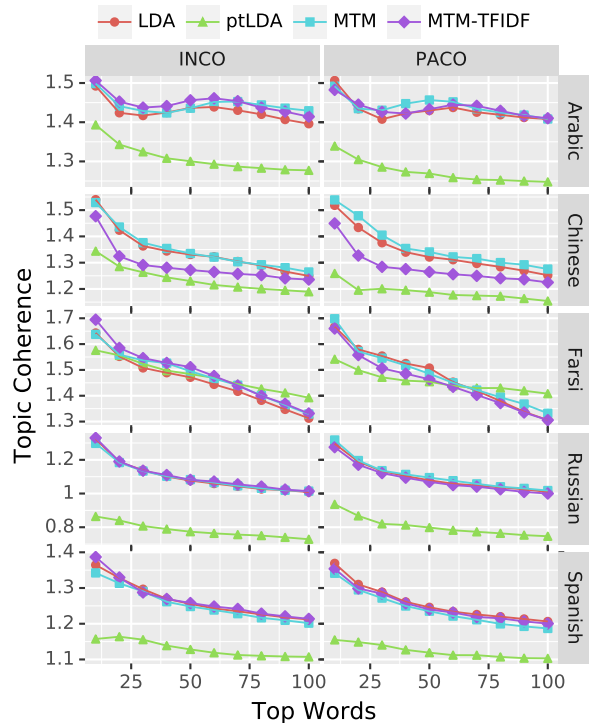 LDA ptLDA MTM MTM-TFIDF
INCO PACO
Topic Coherence
1.5
1.4
1.3
Arabic
1.5
1.4
1.3
1.2
Chinese
1.7
1.6
1.5
1.4
1.3
Farsi
1.2
1
0.8
Russian
1.4
1.3
1.2
1.1
Spanish
25 50 75 100 25 50 75 100
Top Words